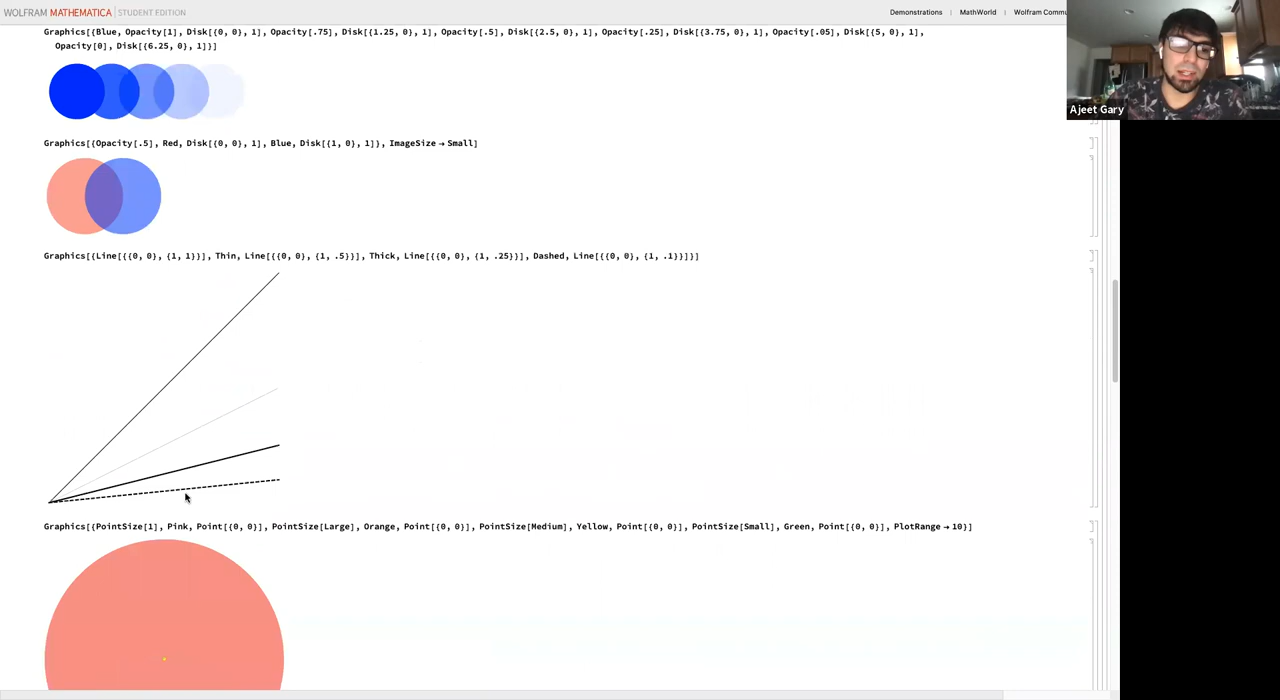 WOLFRAM MATHEMATICA | STUDENT EDITION
Demonstrations | MathWorld | Wolfram Commu
Graphics[{Blue, Opacity[1], Disk[{0, 0}, 1], Opacity[.75], Disk[{1.25, 0}, 1], Opacity[.5], Disk[{2.5, 0}, 1], Opacity[.25], Disk[{3.75, 0}, 1], Opacity[.05], Disk[{5, 0}, 1],
Opacity[0], Disk[{6.25, 0}, 1]}]
Ajeet Gary
Graphics[{Opacity[.5], Red, Disk[{0, 0}, 1], Blue, Disk[{1, 0}, 1]}, ImageSize → Small]
Graphics[{Line[{{0, 0}, {1, 1}}], Thin, Line[{{0, 0}, {1, .5}}], Thick, Line[{{0, 0}, {1, .25}}], Dashed, Line[{{0, 0}, {1, .1}}]}]
Graphics[{PointSize[1], Pink, Point[{0, 0}], PointSize[Large], Orange, Point[{0, 0}], PointSize[Medium], Yellow, Point[{0, 0}], PointSize[Small], Green, Point[{0, 0}], PlotRange → 10}]